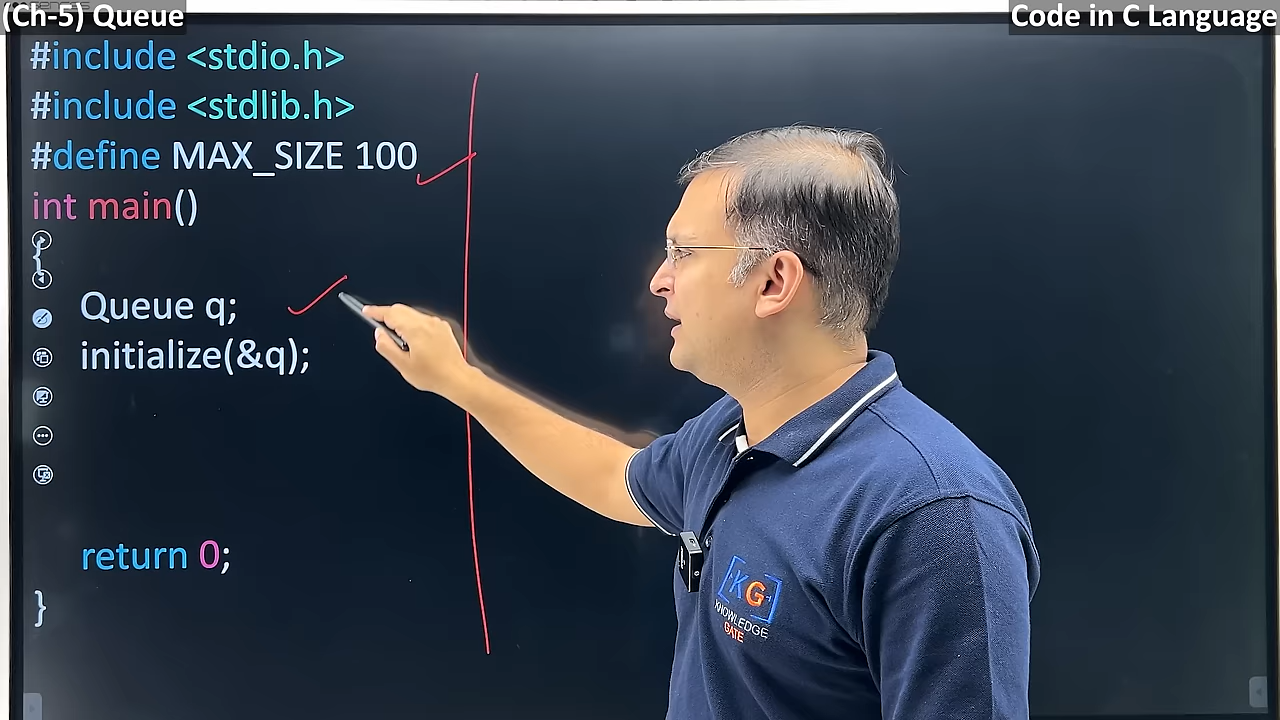 (Ch-5) Queue
Code in C Language
#include <stdio.h>
#include <stdlib.h>
#define MAX_SIZE 100
int main()
{
Queue q;
initialize(&q);
return 0;
}
KG
KNOWLEDGE
GATE